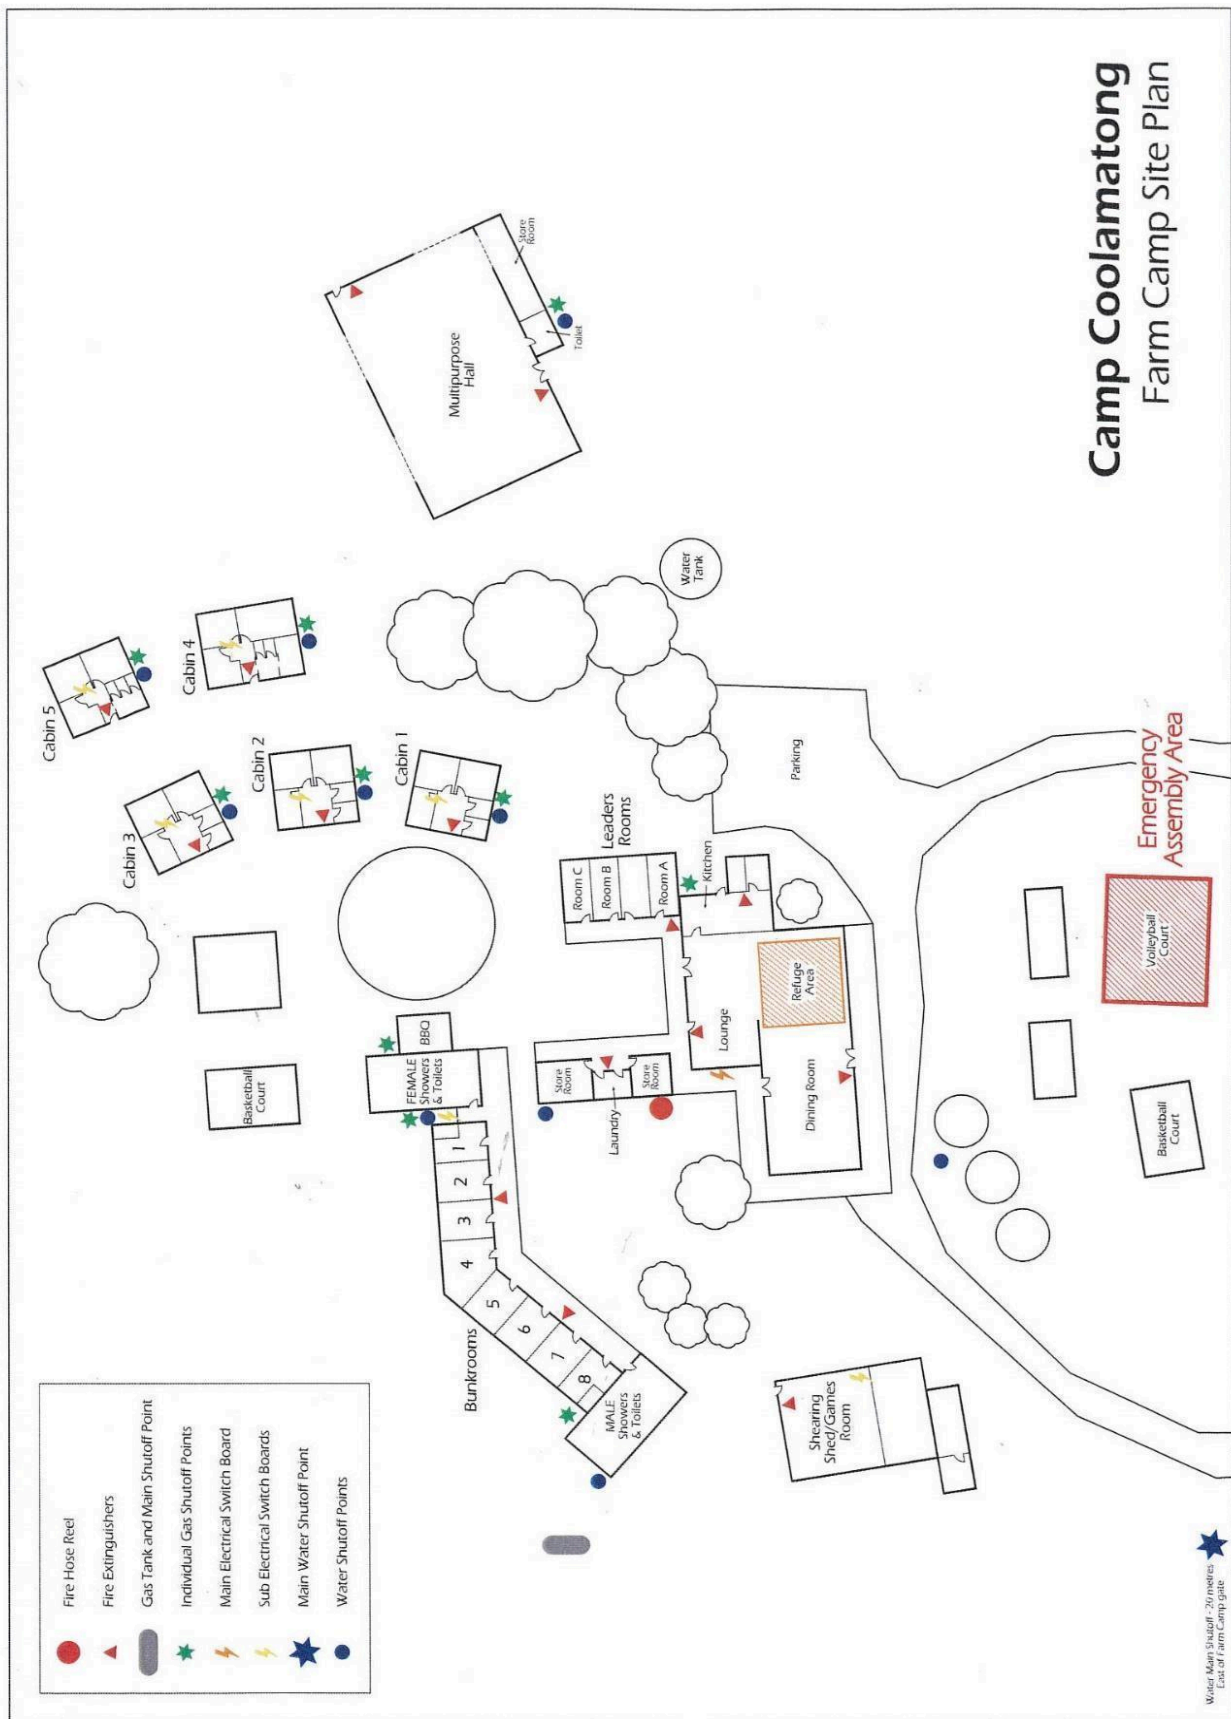 Camp Coolamatong
Farm Camp Site Plan
Fire Hose Reel
Fire Extinguishers
Gas Tank and Main Shutoff Point
Individual Gas Shutoff Points
Main Electrical Switch Board
Sub Electrical Switch Boards
Main Water Shutoff Point
Water Shutoff Points
Basketball
Court
Cabin 3
Cabin 5
Cabin 2
Cabin 4
Cabin 1
Bunkrooms
1
2
3
4
5
6
7
8
FEMALE
Showers
& Toilets
BBQ
MALE
Showers
& Toilets
Multipurpose
Hall
Store
Room
Toilet
Store
Room
Laundry
Store
Room
Leaders
Rooms
Room C
Room B
Room A
Kitchen
Water
Tank
Lounge
Refuge
Area
Dining Room
Parking
Shearing
Shed/Games
Room
Basketball
Court
Volleyball
Court
Emergency
Assembly Area
Water Main Shutoff - 20 metres
East of Farm Camp gate